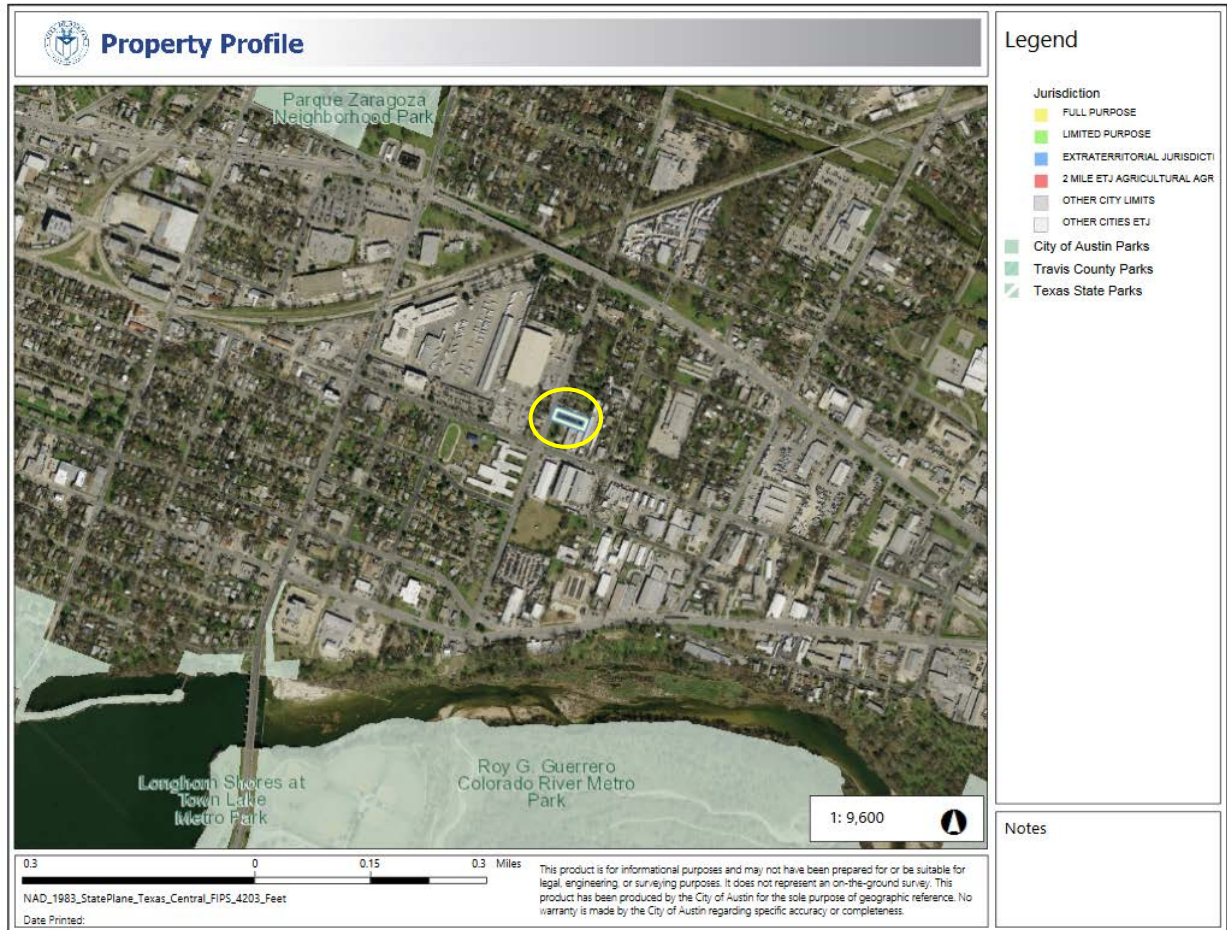 Property Profile
Legend
Jurisdiction
FULL PURPOSE
LIMITED PURPOSE
EXTRATERRITORIAL JURISDICTI
2 MILE ETJ AGRICULTURAL AGR
OTHER CITY LIMITS
OTHER CITIES ETJ
City of Austin Parks
Travis County Parks
Texas State Parks
Parque Zaragoza
Neighborhood Park
Longhorn Shores at
Town Lake
Metro Park
Roy G. Guerrero
Colorado River Metro
Park
1: 9,600
Notes
0.3 0 0.15 0.3 Miles
NAD_1983_StatePlane_Texas_Central_FIPS_4203_Feet
Date Printed:
This product is for informational purposes and may not have been prepared for or be suitable for
legal, engineering, or surveying purposes. It does not represent an on-the-ground survey. This
product has been produced by the City of Austin for the sole purpose of geographic reference. No
warranty is made by the City of Austin regarding specific accuracy or completeness.